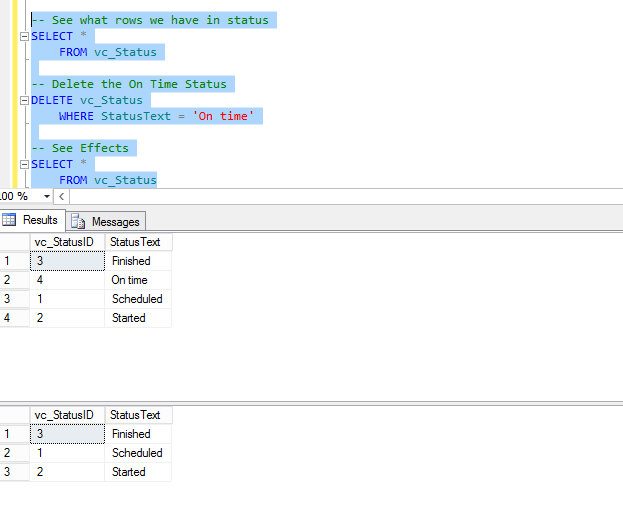 -- See what rows we have in status
SELECT *
FROM vc_Status
-- Delete the On Time Status
DELETE vc_Status
WHERE StatusText = 'On time'
-- See Effects
SELECT *
FROM vc_Status
.00 %
Results Messages
vc_StatusID StatusText
1 3 Finished
2 4 On time
3 1 Scheduled
4 2 Started
vc_StatusID StatusText
1 3 Finished
2 1 Scheduled
3 2 Started